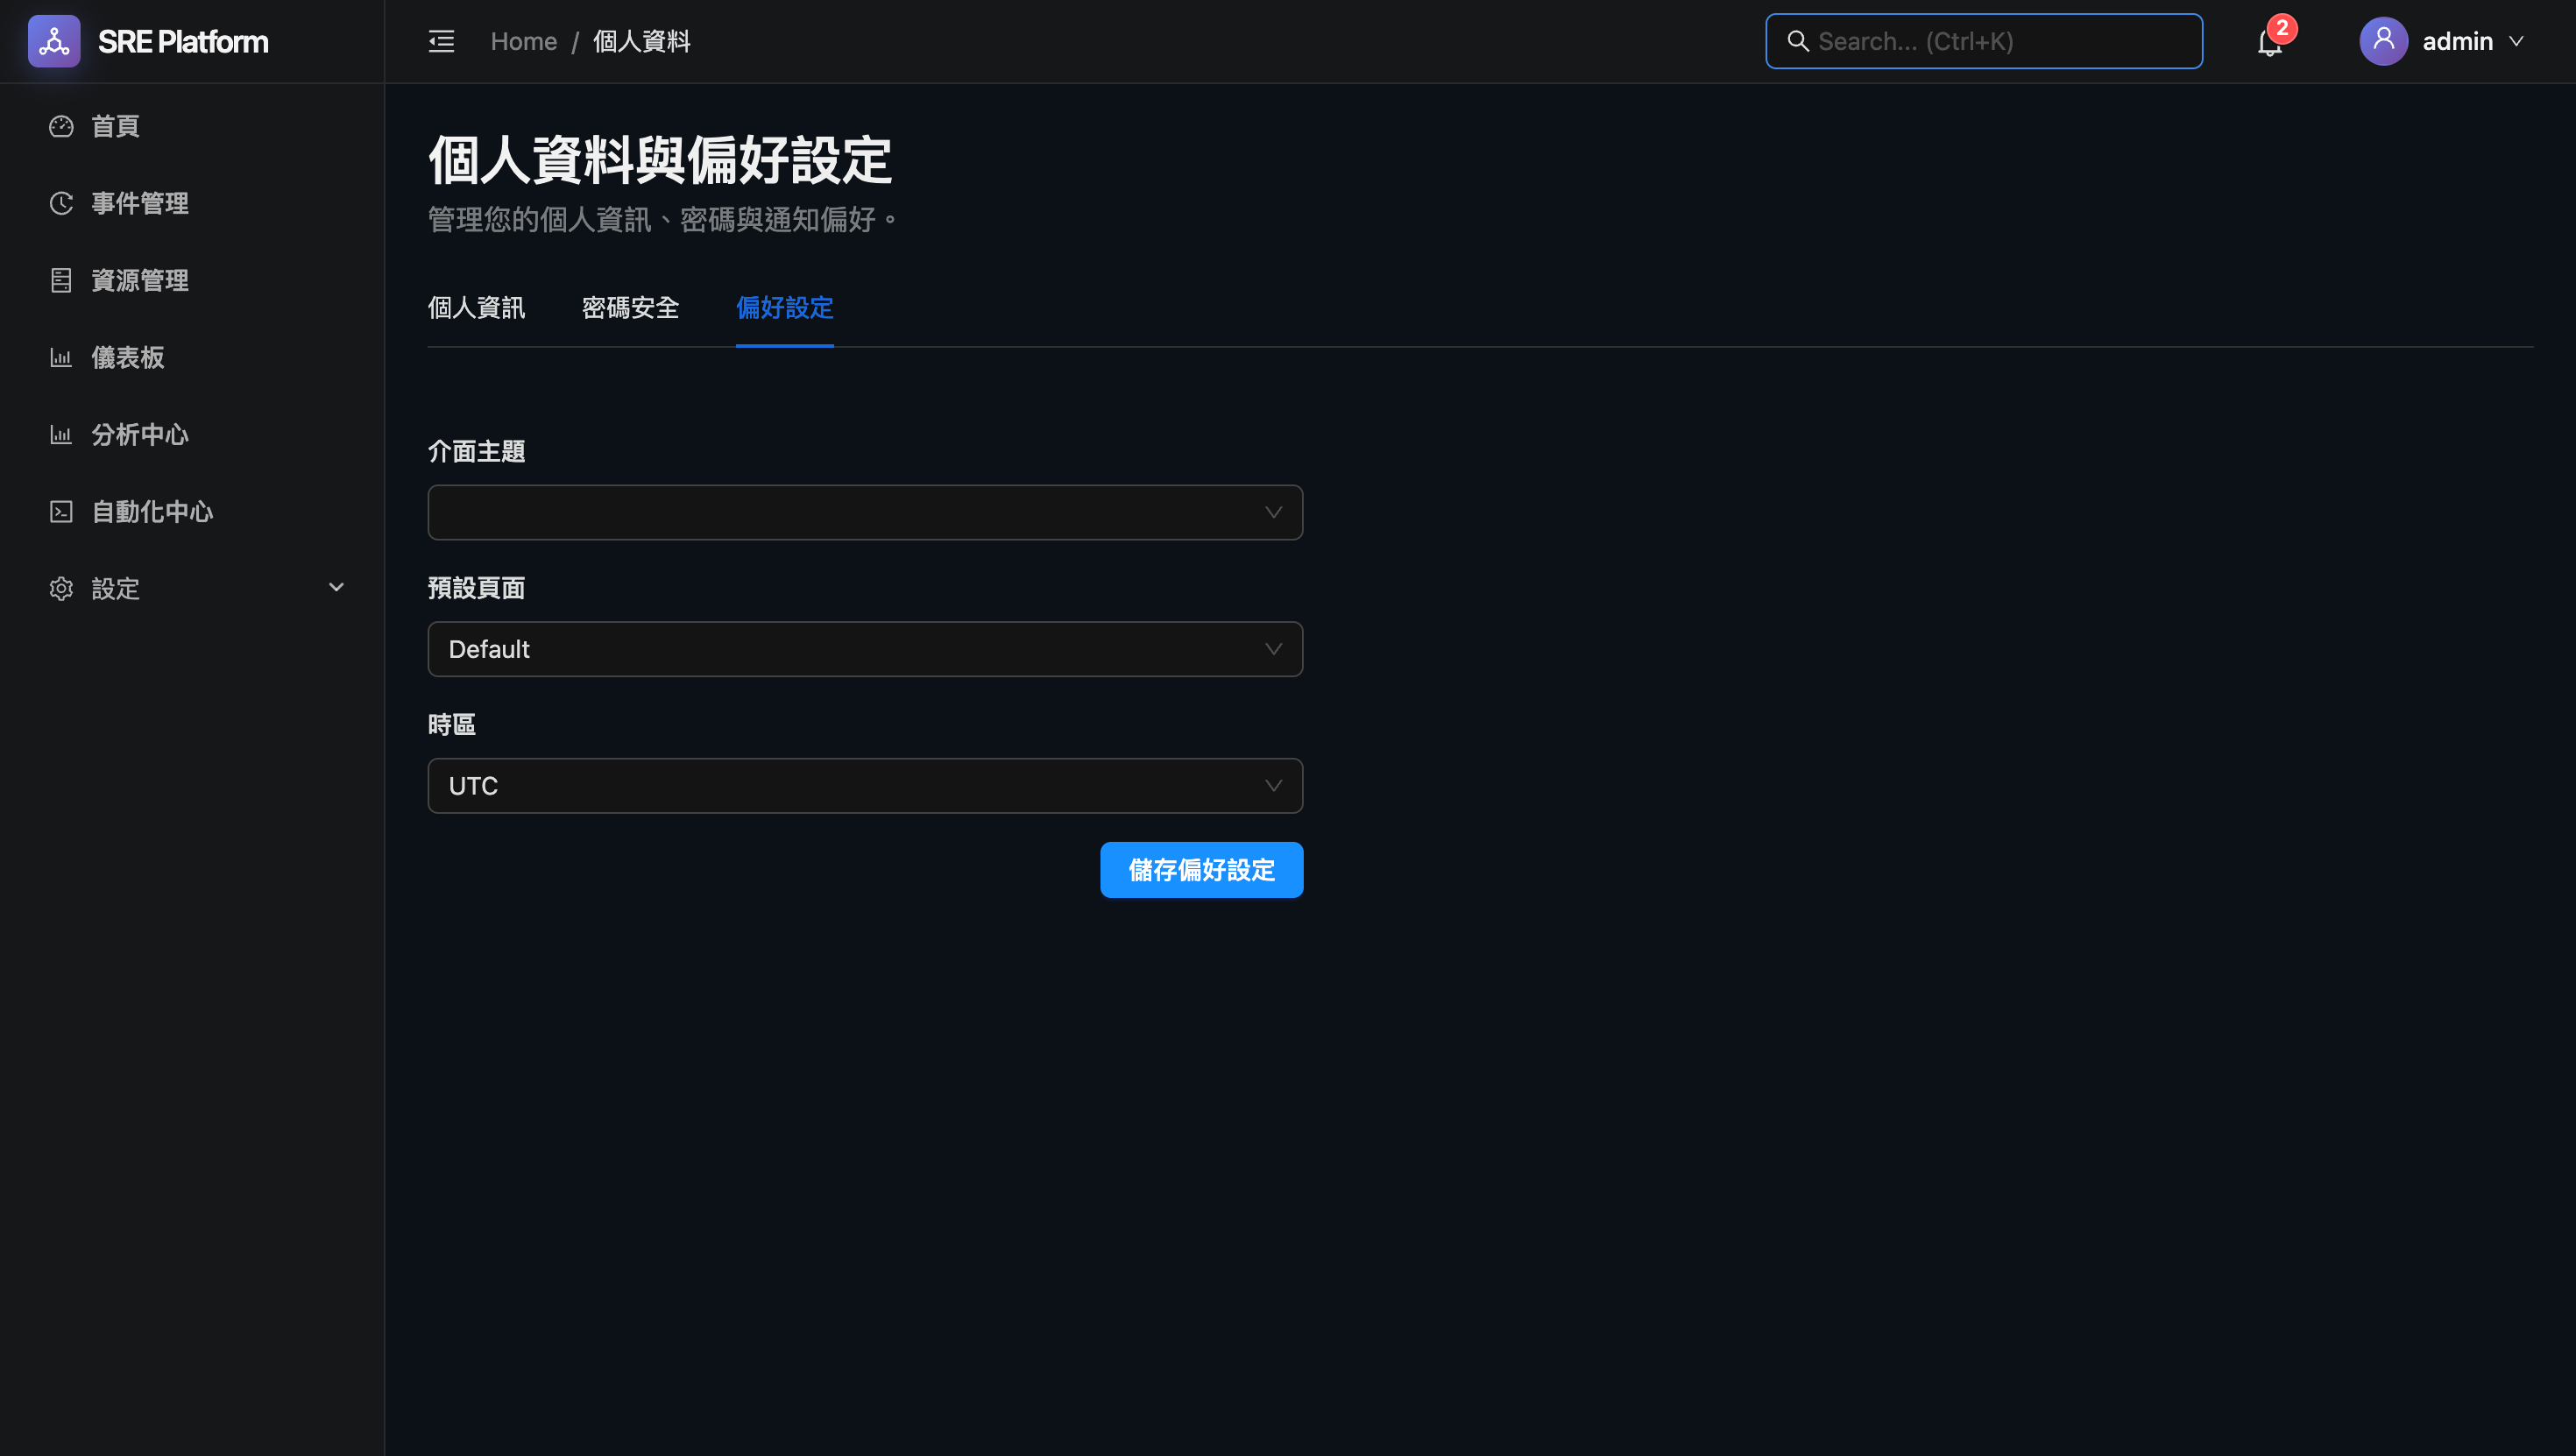 SRE Platform
Home / 個人資料
Search... (Ctrl+K)
2
admin
首頁
事件管理
資源管理
儀表板
分析中心
自動化中心
設定
個人資料與偏好設定
管理您的個人資訊、密碼與通知偏好。
個人資訊
密碼安全
偏好設定
介面主題
預設頁面
Default
時區
UTC
儲存偏好設定